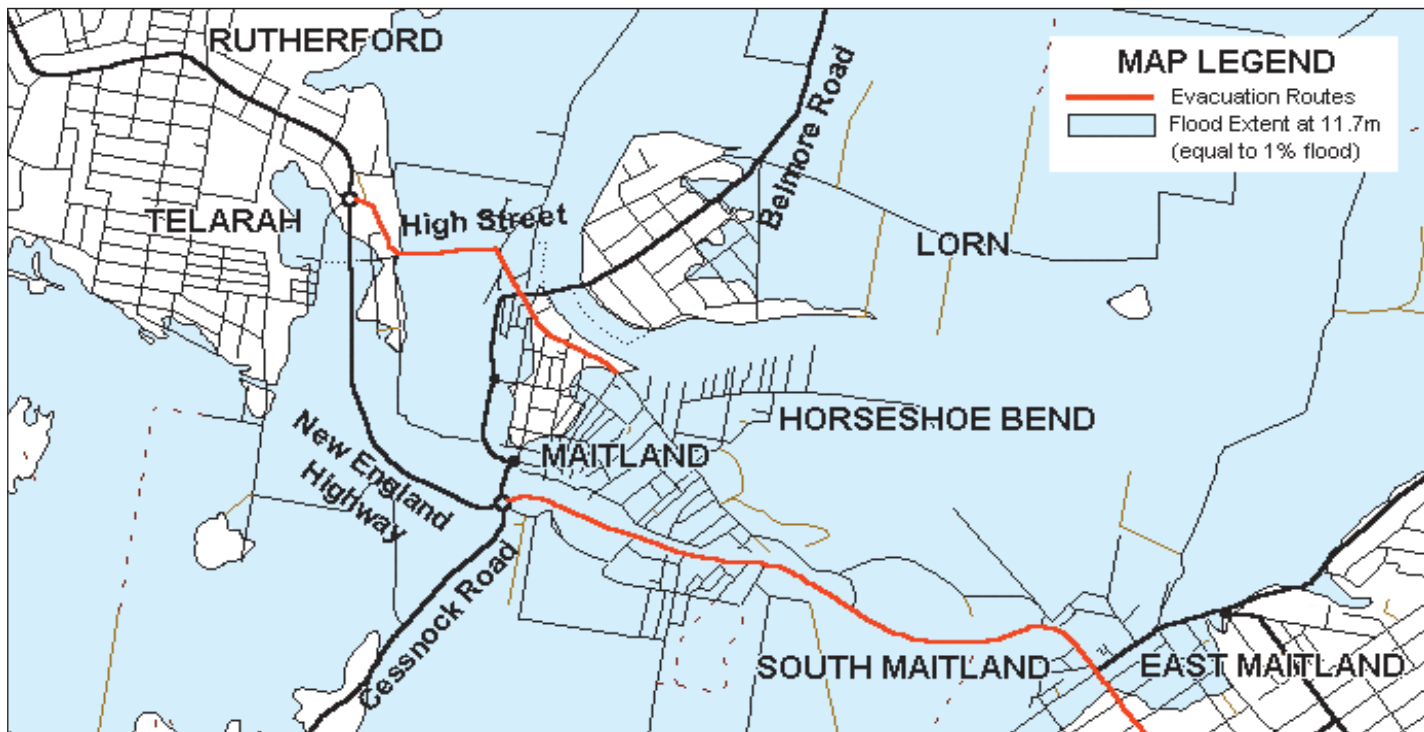 RUTHERFORD
Belmore Road
MAP LEGEND
Evacuation Routes
Flood Extent at 11.7m
(equal to 1% flood)
TELARAH
High Street
LORN
HORSESHOE BEND
New England
Highway
MAITLAND
Cessnock Road
SOUTH MAITLAND
EAST MAITLAND